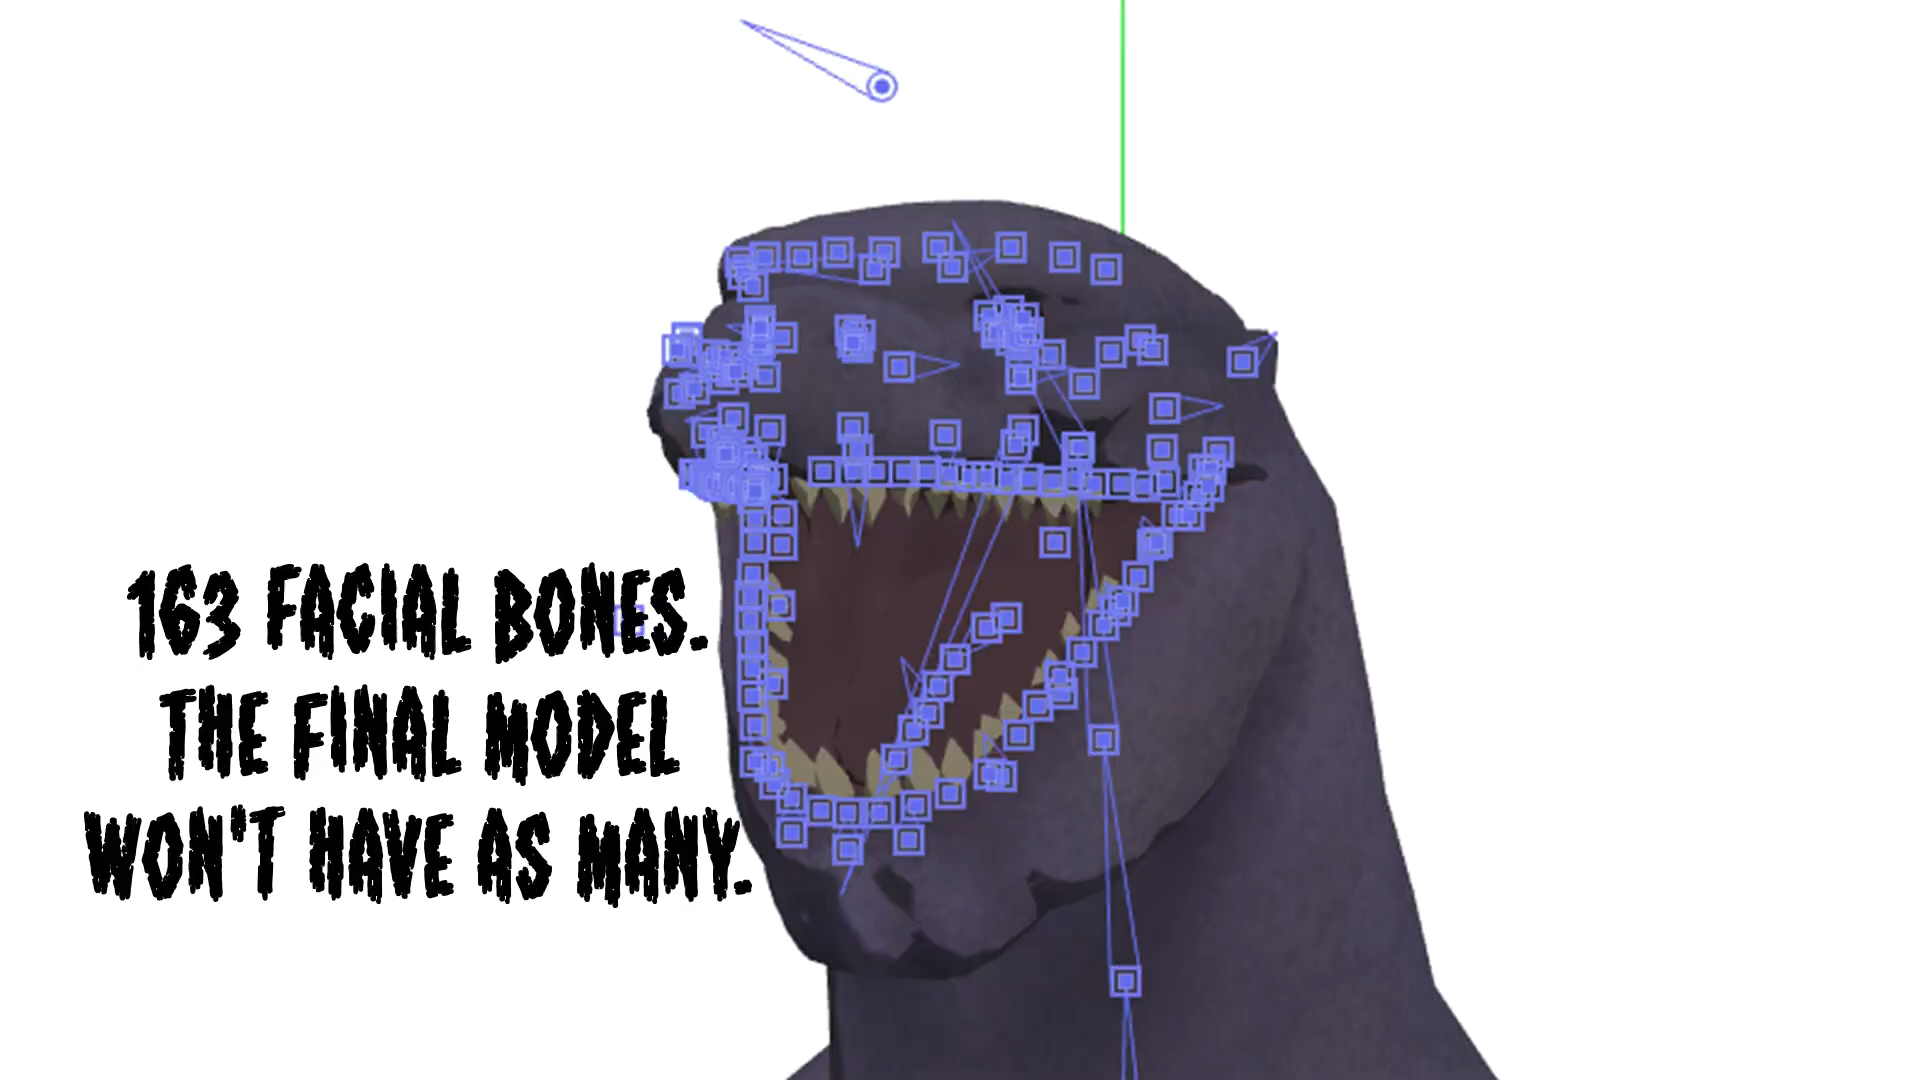 163 FACIAL BONES.
THE FINAL MODEL
WON'T HAVE AS MANY.